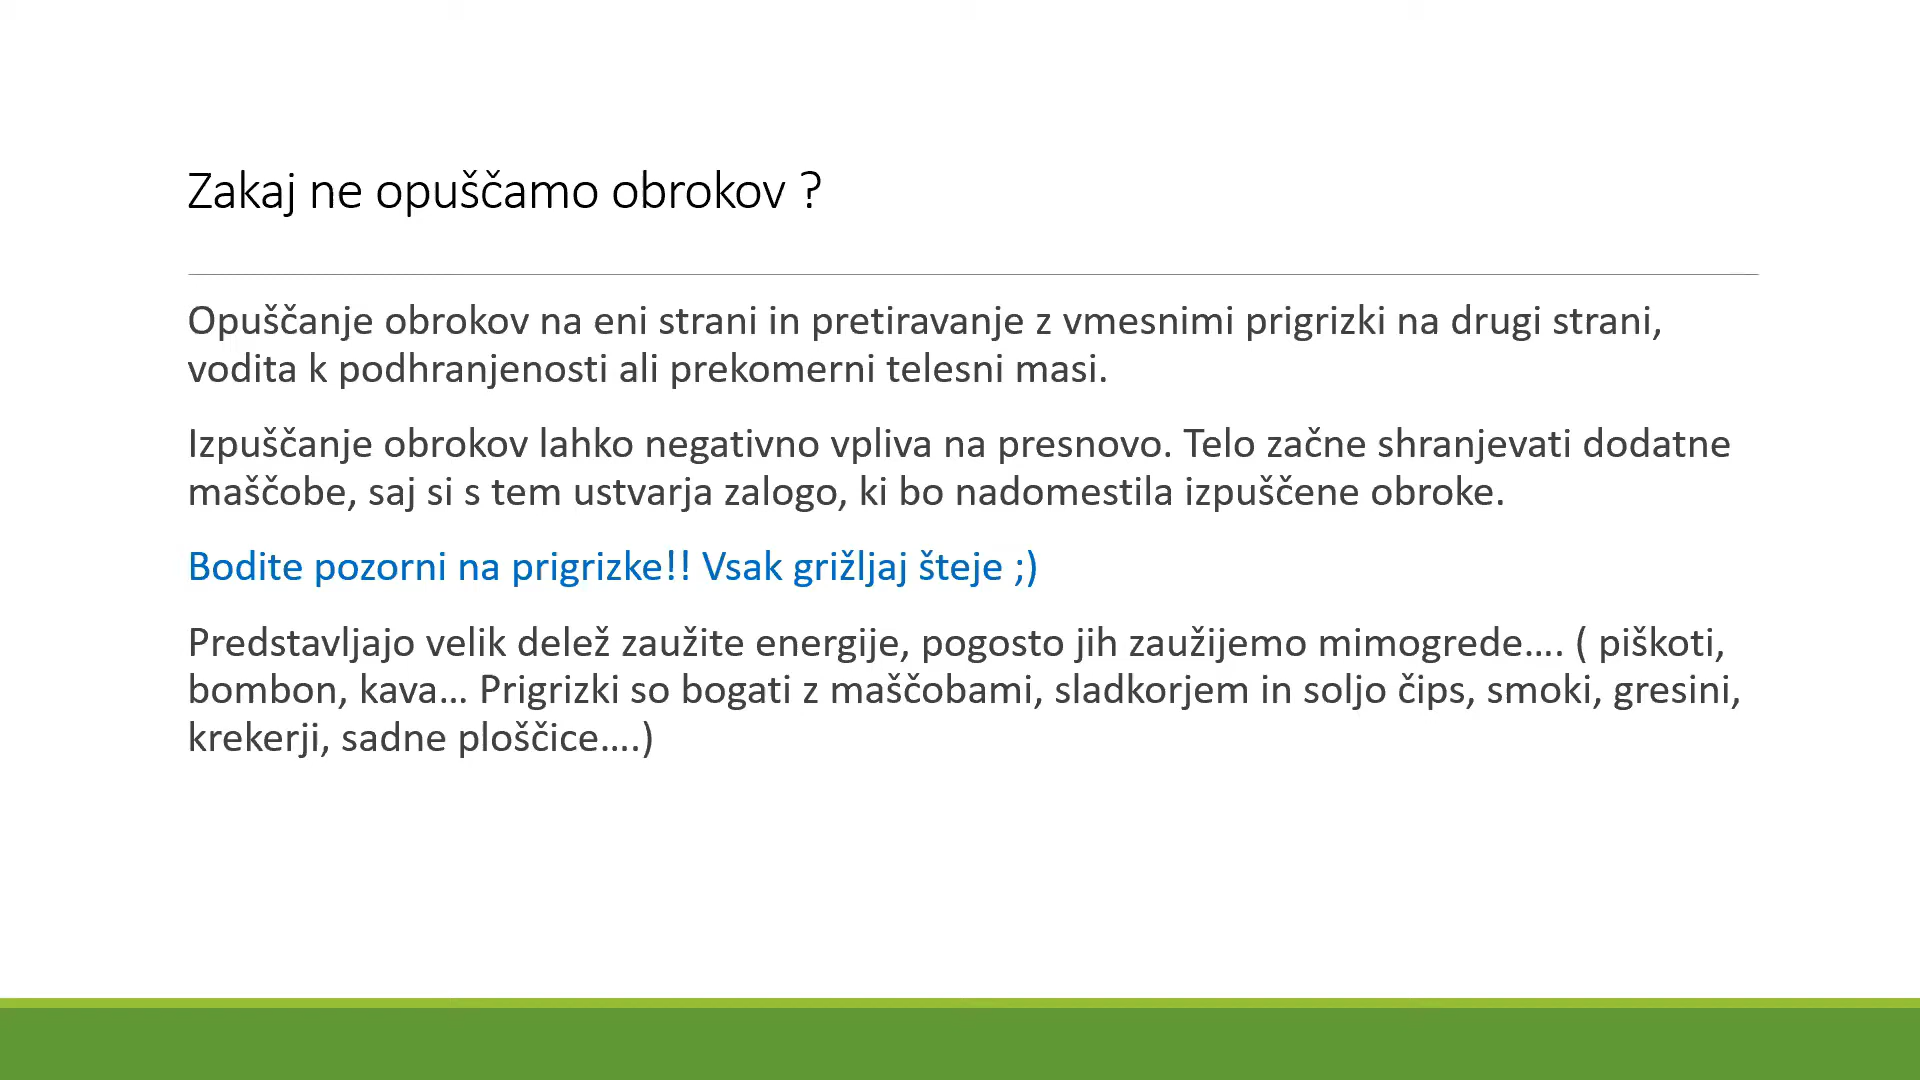 Zakaj ne opuščamo obrokov ?
Opuščanje obrokov na eni strani in pretiravanje z vmesnimi prigrizki na drugi strani,
vodita k podhranjenosti ali prekomerni telesni masi.
Izpuščanje obrokov lahko negativno vpliva na presnovo. Telo začne shranjevati dodatne
maščobe, saj si s tem ustvarja zalogo, ki bo nadomestila izpuščene obroke.
Bodite pozorni na prigrizke!! Vsak grižljaj šteje ;)
Predstavljajo velik delež zaužite energije, pogosto jih zaužijemo mimogrede…. ( piškoti,
bombon, kava… Prigrizki so bogati z maščobami, sladkorjem in soljo čips, smoki, gresini,
krekerji, sadne ploščice….)